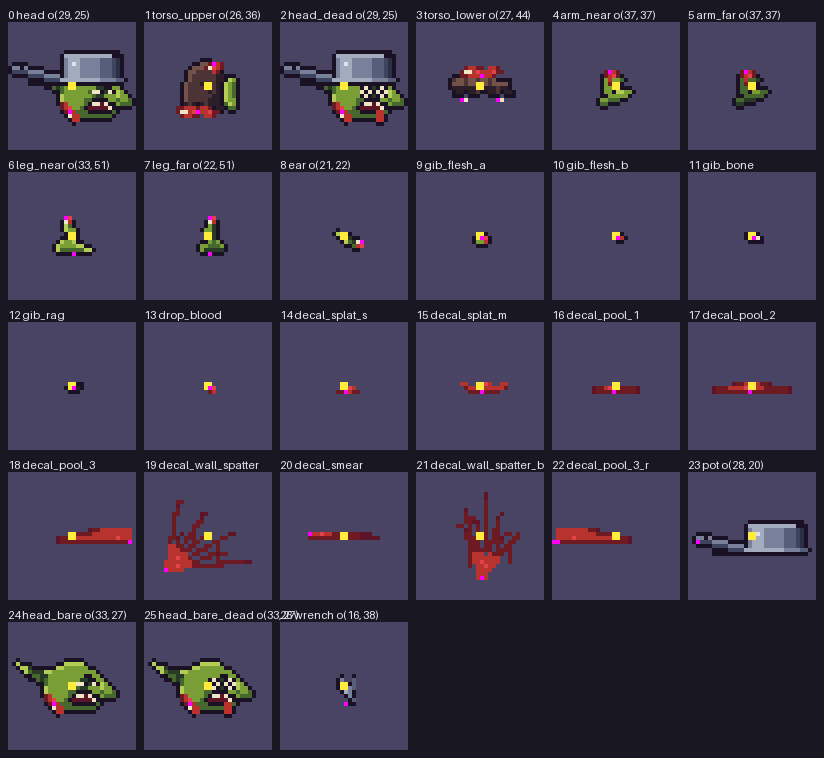 0 head o(29,25)
1 torso_upper o(26,36)
2 head_dead o(29,25)
3 torso_lower o(27,44)
4 arm_near o(37,37)
5 arm_far o(37,37)
6 leg_near o(33,51)
7 leg_far o(22,51)
8 ear o(21,22)
9 gib_flesh_a
10 gib_flesh_b
11 gib_bone
12 gib_rag
13 drop_blood
14 decal_splat_s
15 decal_splat_m
16 decal_pool_1
17 decal_pool_2
18 decal_pool_3
19 decal_wall_spatter
20 decal_smear
21 decal_wall_spatter_b
22 decal_pool_3_r
23 pot o(28,20)
24 head_bare o(33,27)
25 head_bare_dead o(33,
wrench o(16,38)